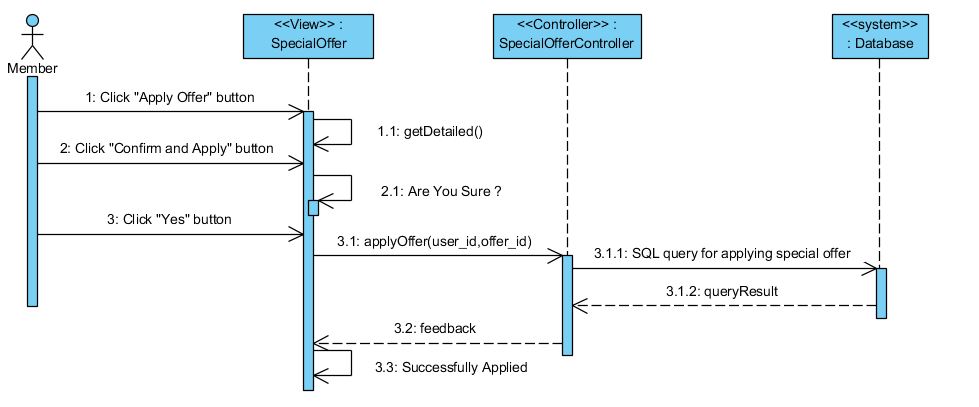 <<View>> :
SpecialOffer
<<Controller>> :
SpecialOfferController
<<system>>
: Database
Member
1: Click "Apply Offer" button
1.1: getDetailed()
2: Click "Confirm and Apply" button
2.1: Are You Sure ?
3: Click "Yes" button
3.1: applyOffer(user_id,offer_id)
3.1.1: SQL query for applying special offer
3.1.2: queryResult
3.2: feedback
3.3: Successfully Applied